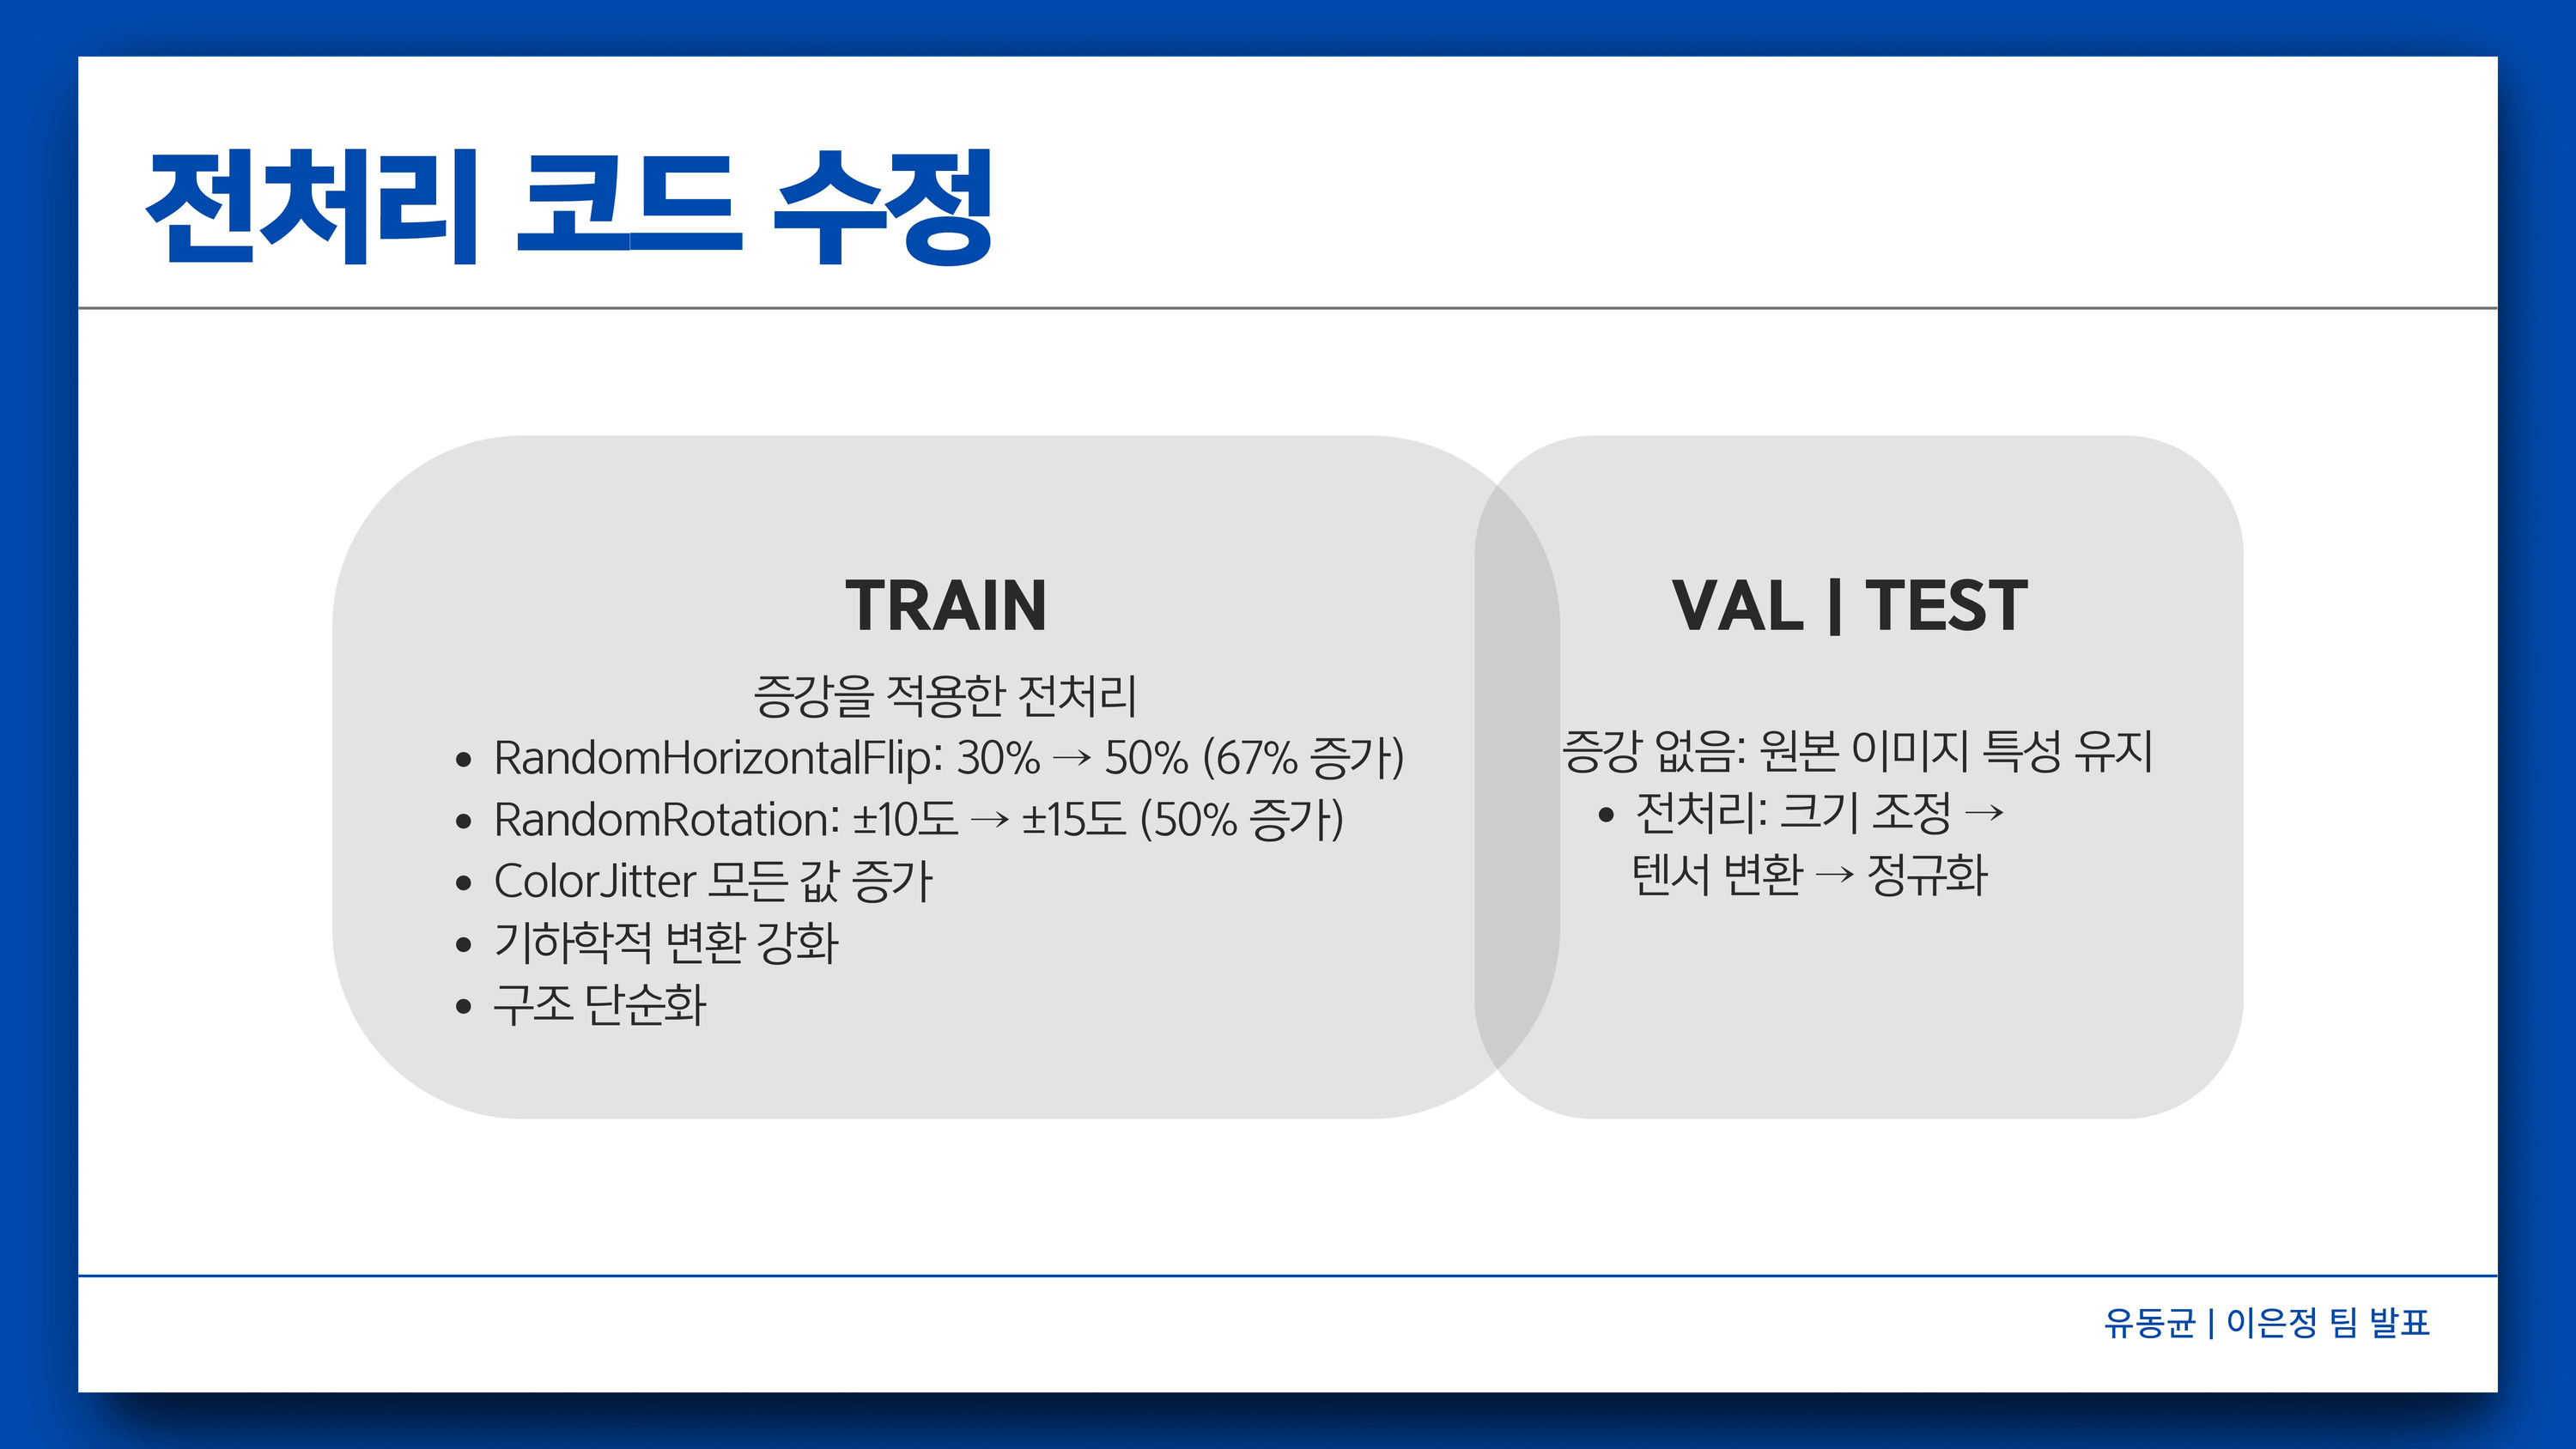 전처리 코드 수정
TRAIN
증강을 적용한 전처리
• RandomHorizontalFlip: 30% → 50% (67% 증가)
• RandomRotation: ±10도 → ±15도 (50% 증가)
• ColorJitter 모든 값 증가
• 기하학적 변환 강화
• 구조 단순화
VAL | TEST
증강 없음: 원본 이미지 특성 유지
• 전처리: 크기 조정 →
텐서 변환 → 정규화
유동균 | 이은정 팀 발표